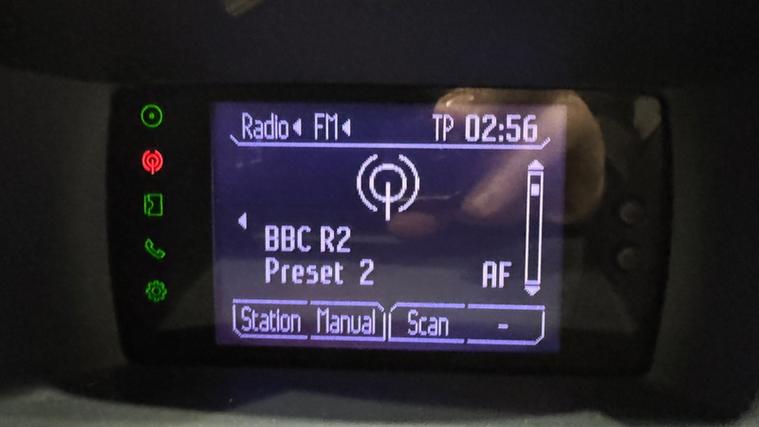 Radio FM TP 02:56
BBC R2
Preset 2 AF
Station Manual Scan -